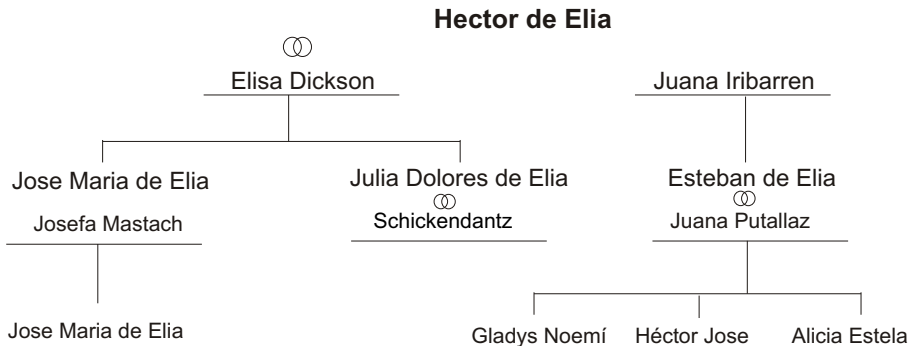 Hector de Elia
Elisa Dickson
Juana Iribarren
Jose Maria de Elia
Julia Dolores de Elia
Esteban de Elia
Josefa Mastach
Schickendantz
Juana Putallaz
Jose Maria de Elia
Gladys Noemí
Héctor Jose
Alicia Estela